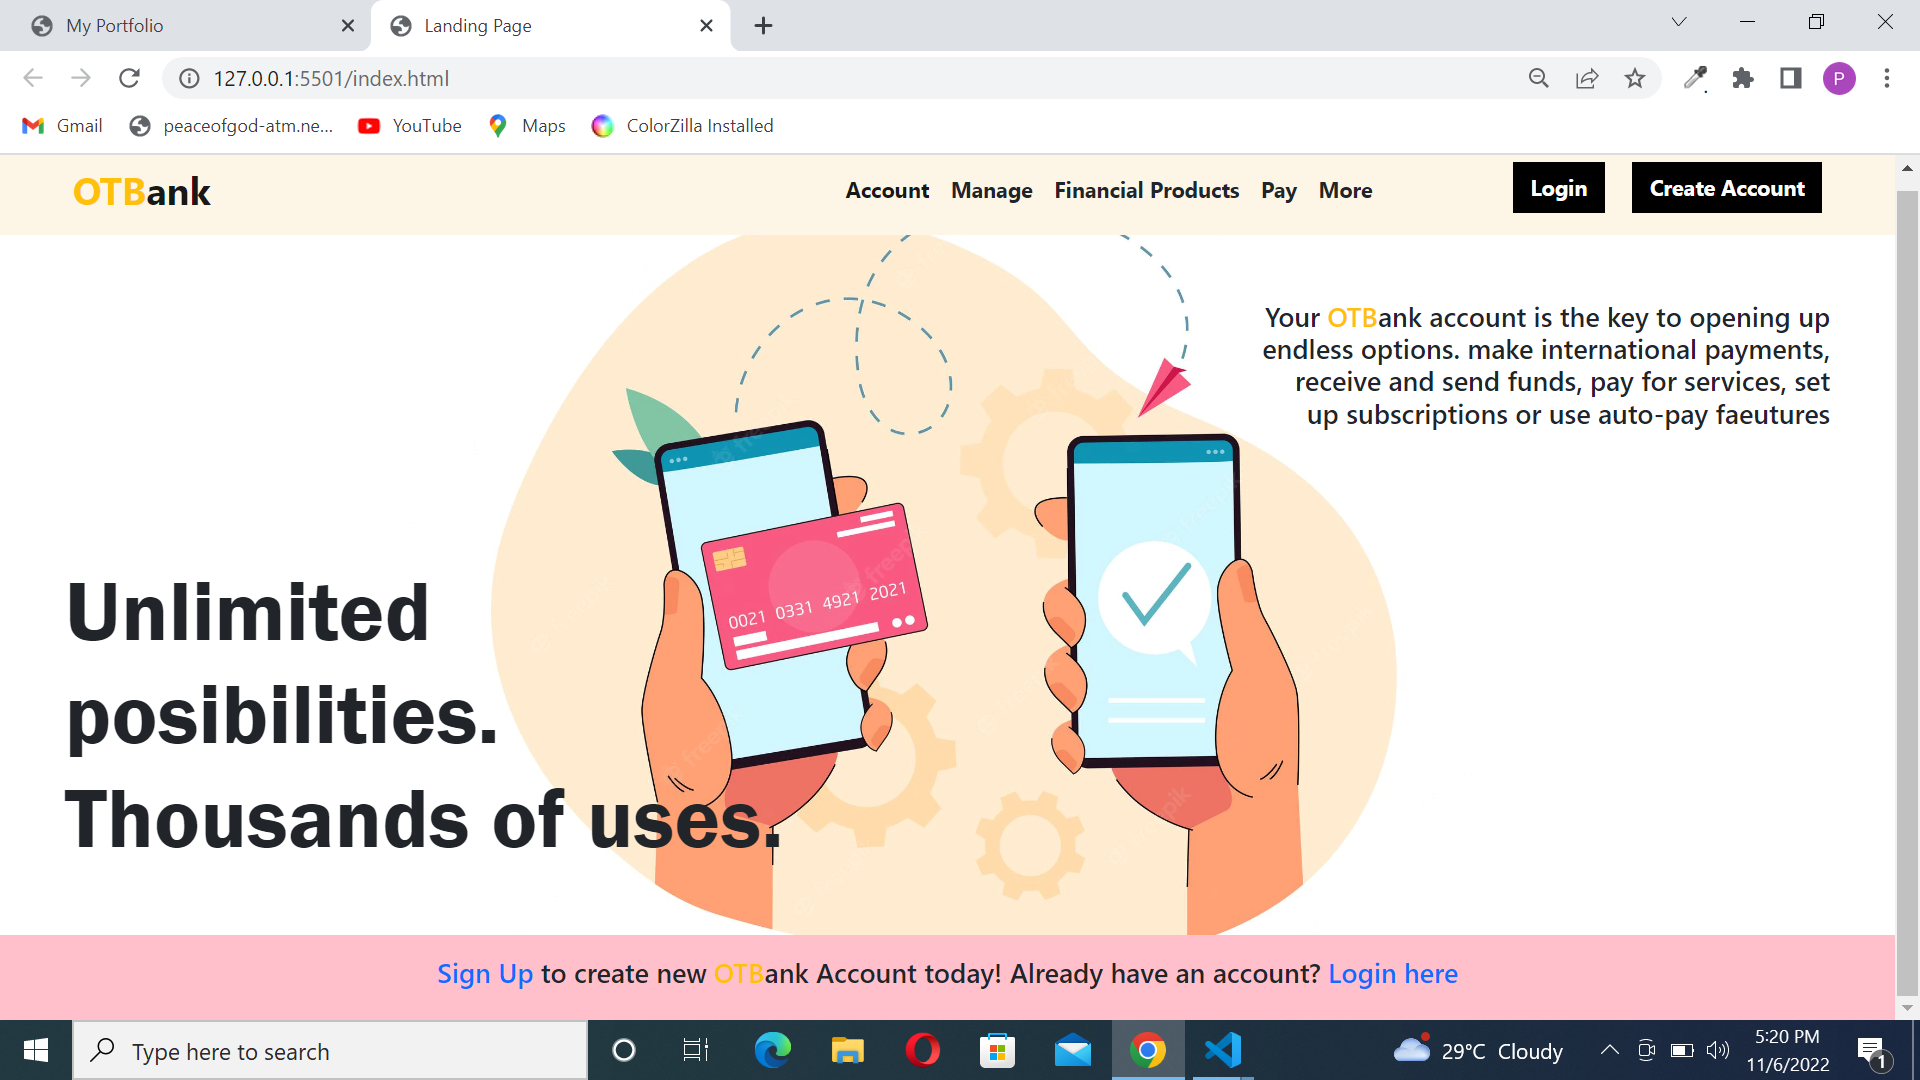 My Portfolio
Landing Page
127.0.0.1:5501/index.html
P
Gmail
peaceofgod-atm.ne...
YouTube
Maps
ColorZilla Installed
OTBank
Account Manage Financial Products Pay More
Login
Create Account
Your OTBank account is the key to opening up
endless options. make international payments,
receive and send funds, pay for services, set
up subscriptions or use auto-pay faeutures
0021 0331 4921 2021
Unlimited
posibilities.
Thousands of uses.
Sign Up to create new OTBank Account today! Already have an account? Login here
Type here to search
29°C Cloudy
5:20 PM
11/6/2022
1